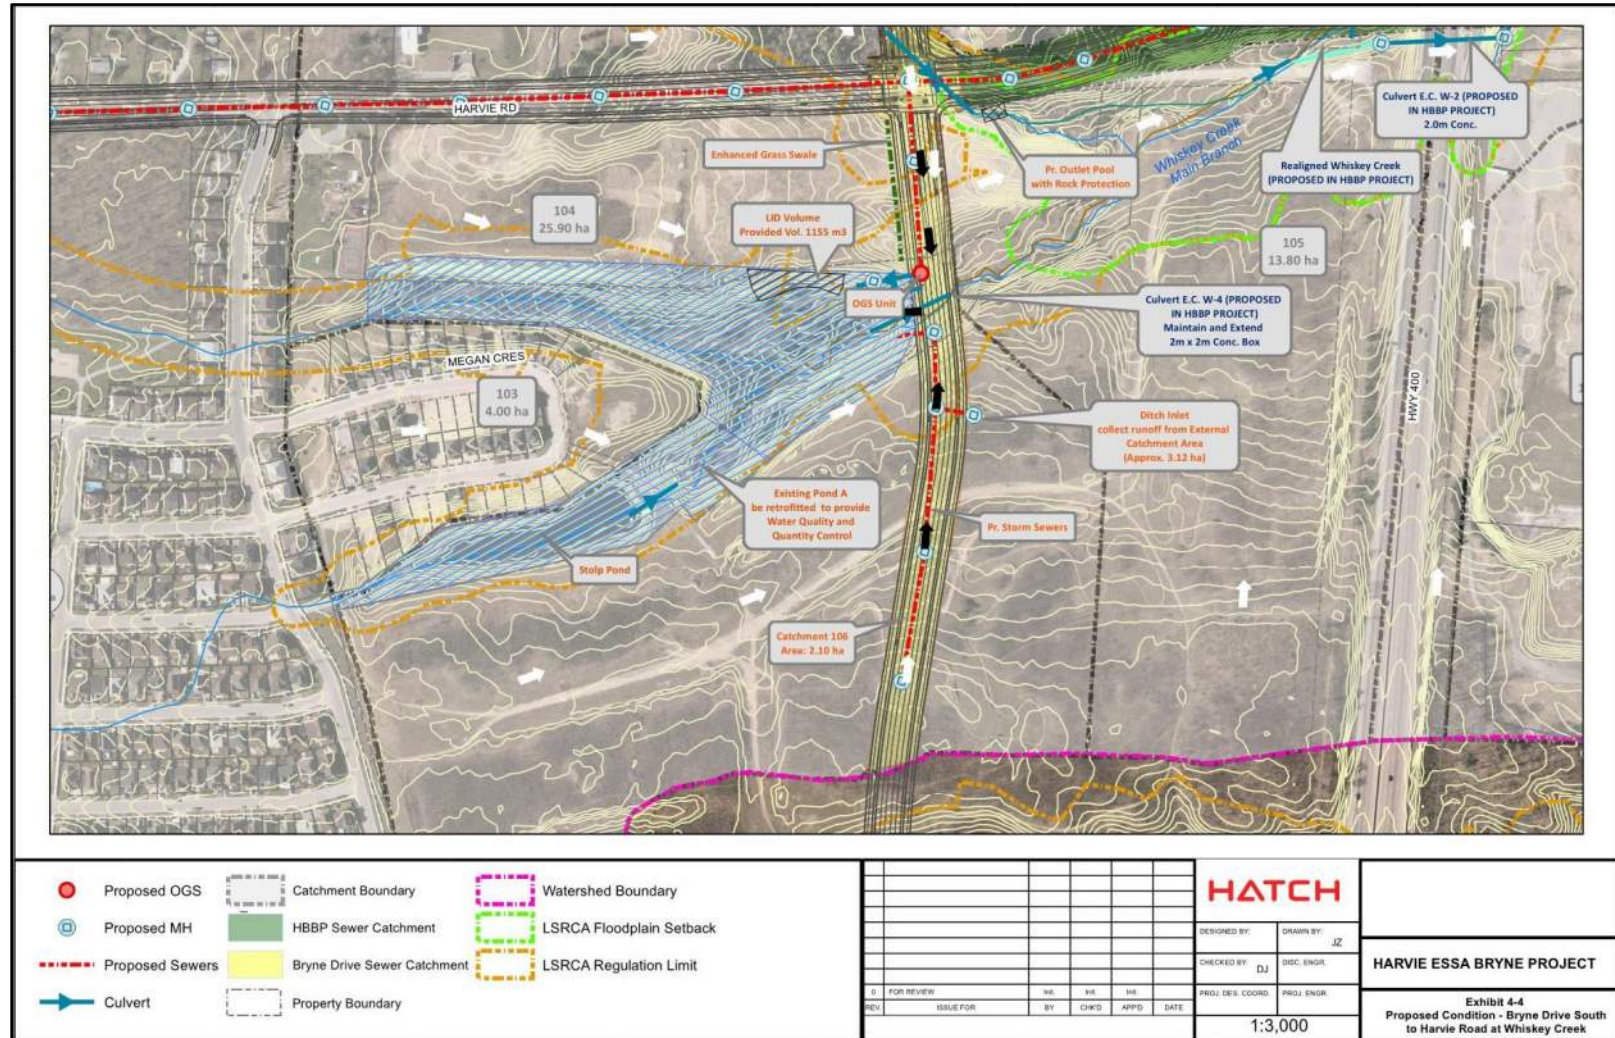 HARVIE RD
Culvert E.C. W-2 (PROPOSED
IN HBBP PROJECT)
2.0m Conc.
Enhanced Grass Swale
Whiskey Creek
Main Branch
Pr. Outlet Pool
with Rock Protection
Realigned Whiskey Creek
(PROPOSED IN HBBP PROJECT)
104
25.90 ha
LID Volume
Provided Vol. 1155 m3
105
13.80 ha
OGS Unit
Culvert E.C. W-4 (PROPOSED
IN HBBP PROJECT)
Maintain and Extend
2m x 2m Conc. Box
MEGAN CRES
HWY 400
103
4.00 ha
Ditch Inlet
collect runoff from External
Catchment Area
(Approx. 3.12 ha)
Existing Pond A
be retrofitted to provide
Water Quality and
Quantity Control
Pr. Storm Sewers
Stolp Pond
Catchment 106
Area: 2.10 ha
Proposed OGS
Proposed MH
Proposed Sewers
Culvert
Catchment Boundary
HBBP Sewer Catchment
Bryne Drive Sewer Catchment
Property Boundary
Watershed Boundary
LSRCA Floodplain Setback
LSRCA Regulation Limit
0 FOR REVIEW Init. Init. Init.
REV. ISSUE FOR BY CHK'D APP'D DATE
HATCH
DESIGNED BY: DRAWN BY:
JZ
CHECKED BY: DISC. ENGR.
DJ
PROJ. DES. COORD. PROJ. ENGR.
1:3,000
HARVIE ESSA BRYNE PROJECT
Exhibit 4-4
Proposed Condition - Bryne Drive South
to Harvie Road at Whiskey Creek